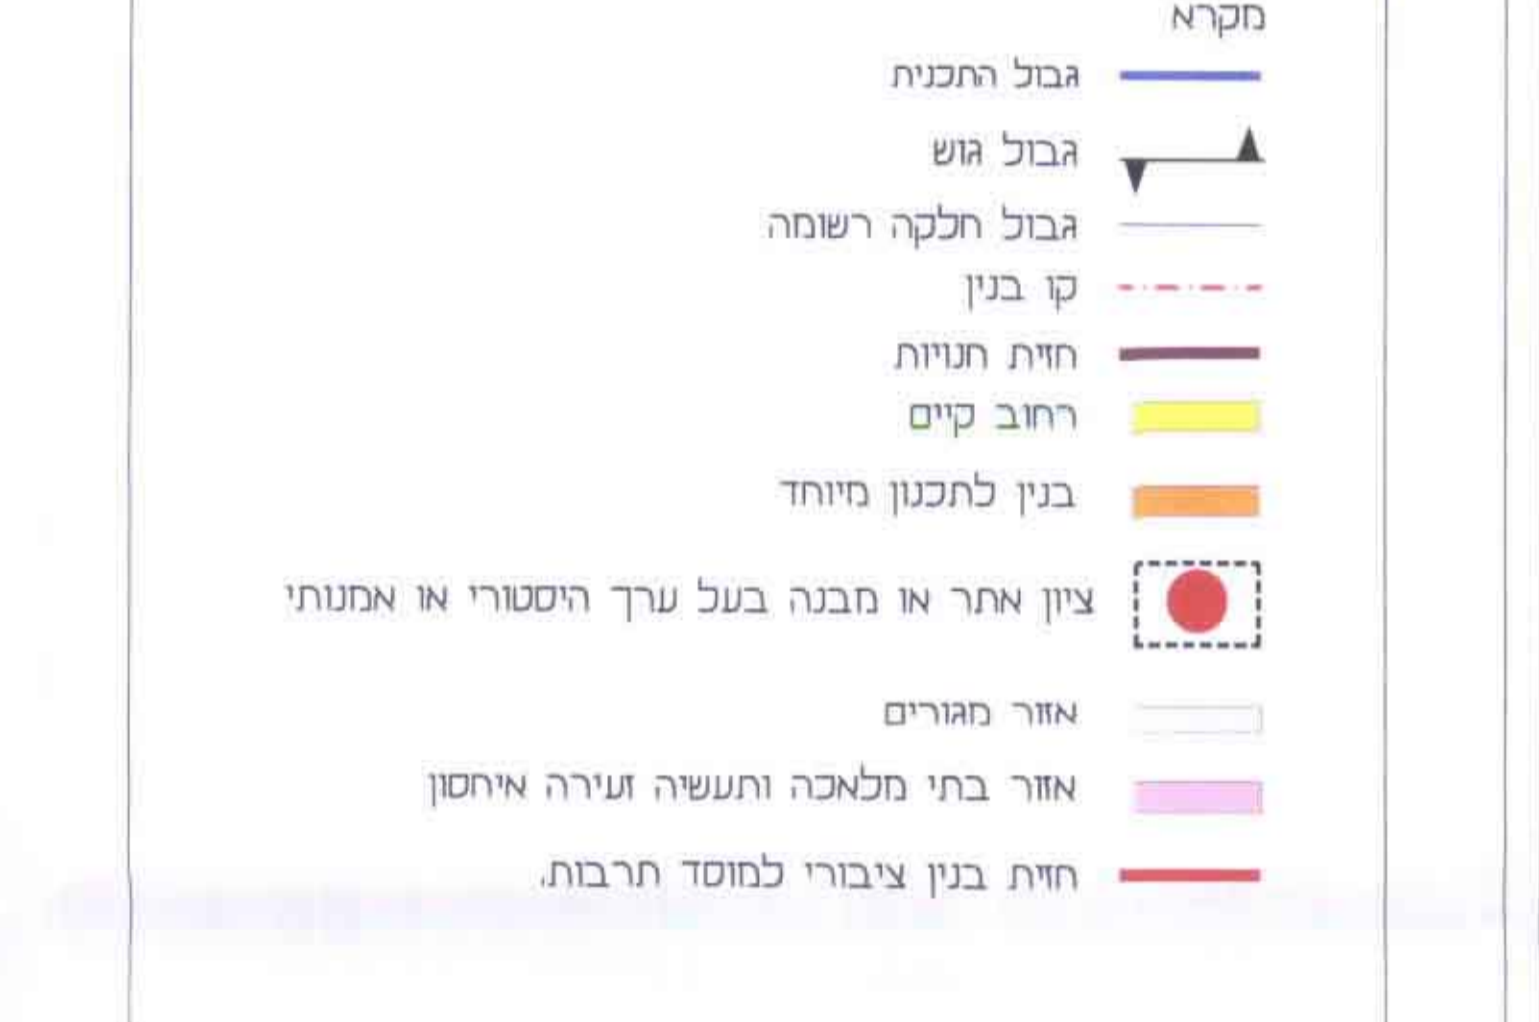 מקרא
גבול התכנית
גבול גוש
גבול חלקה רשומה
קו בנין
חזית חנויות
רחוב קיים
בנין לתכנון מיוחד
ציון אתר או מבנה בעל ערך היסטורי או אמנותי
אזור מגורים
אזור בתי מלאכה ותעשיה זעירה איחסון
חזית בנין ציבורי למוסד תרבות.